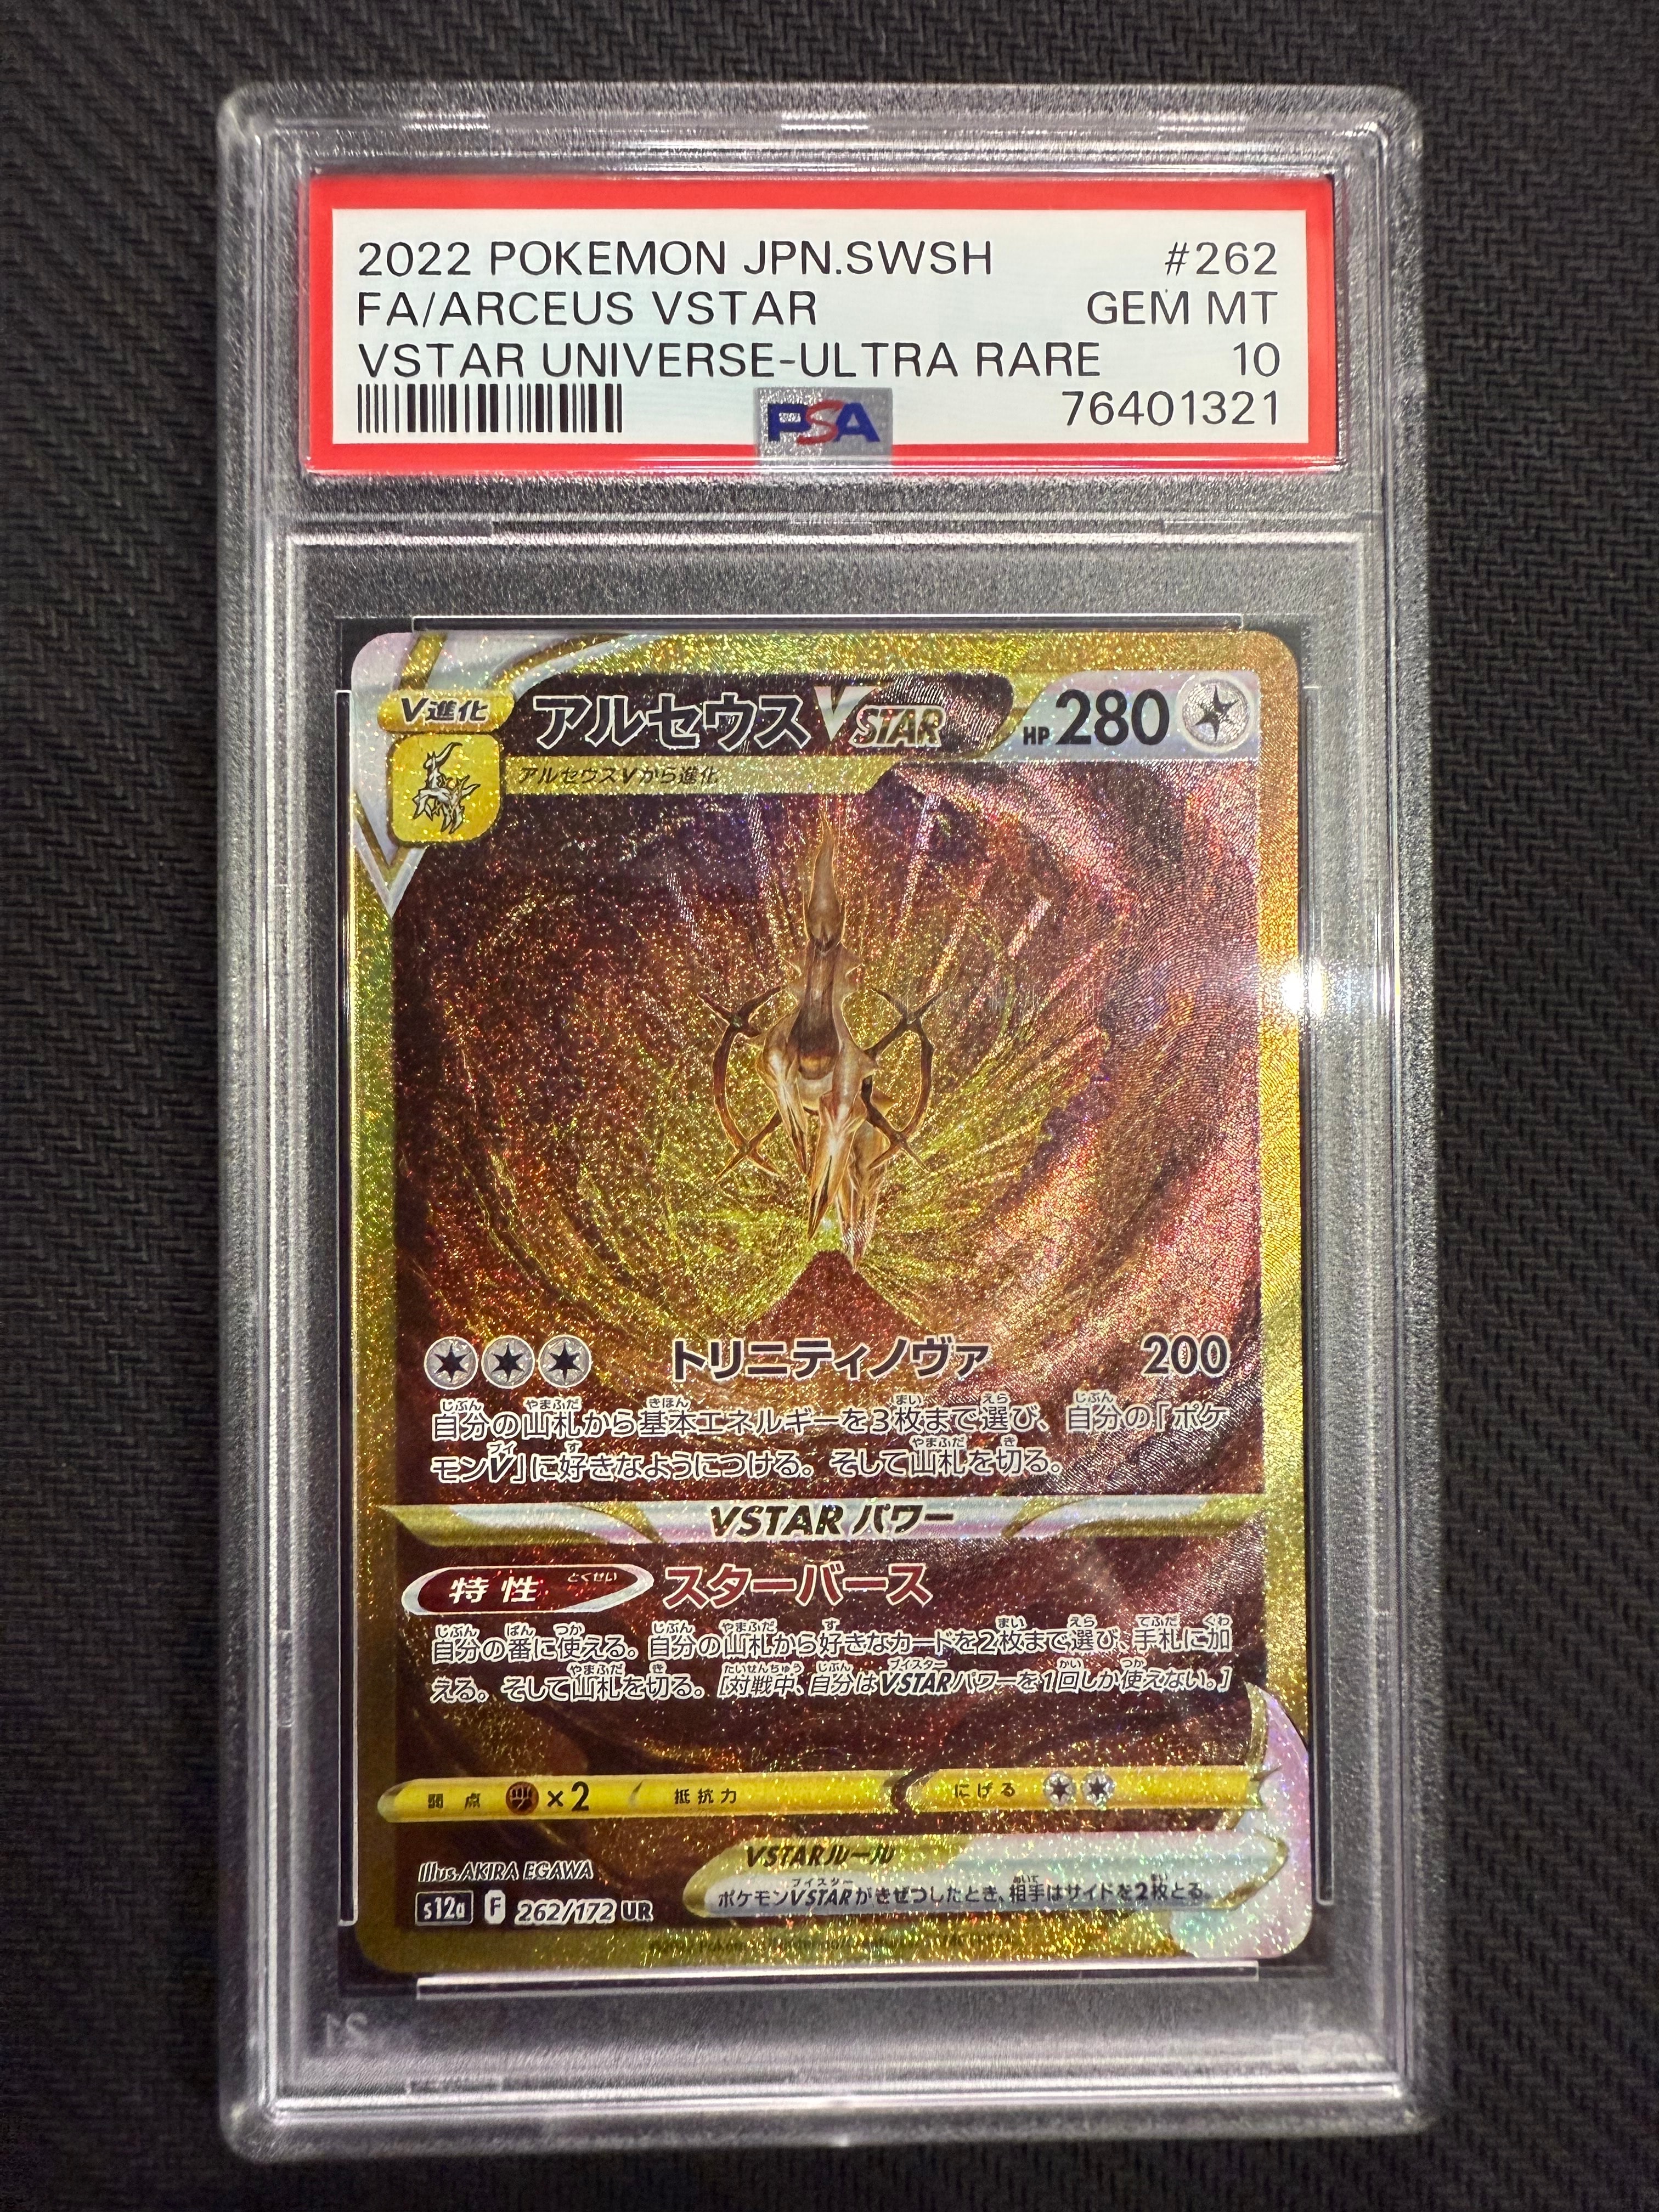 2022 POKEMON JPN.SWSH #262
FA/ARCEUS VSTAR GEM MT
VSTAR UNIVERSE-ULTRA RARE 10
PSA 76401321
V進化 アルセウスVSTAR HP 280
アルセウスVから進化
トリニティノヴァ 200
自分の山札から基本エネルギーを3枚まで選び、自分の「ポケ
モンV」に好きなようにつける。そして山札を切る。
VSTARパワー
特性 スターバース
自分の番に使える。自分の山札から好きなカードを2枚まで選び、手札に加
える。そして山札を切る。[対戦中、自分はVSTARパワーを1回しか使えない。]
弱点 ×2 抵抗力 にげる
Illus.AKIRA EGAWA
VSTARルール
ポケモンVSTARがきぜつしたとき、相手はサイドを2枚とる。
s12a F 262/172 UR